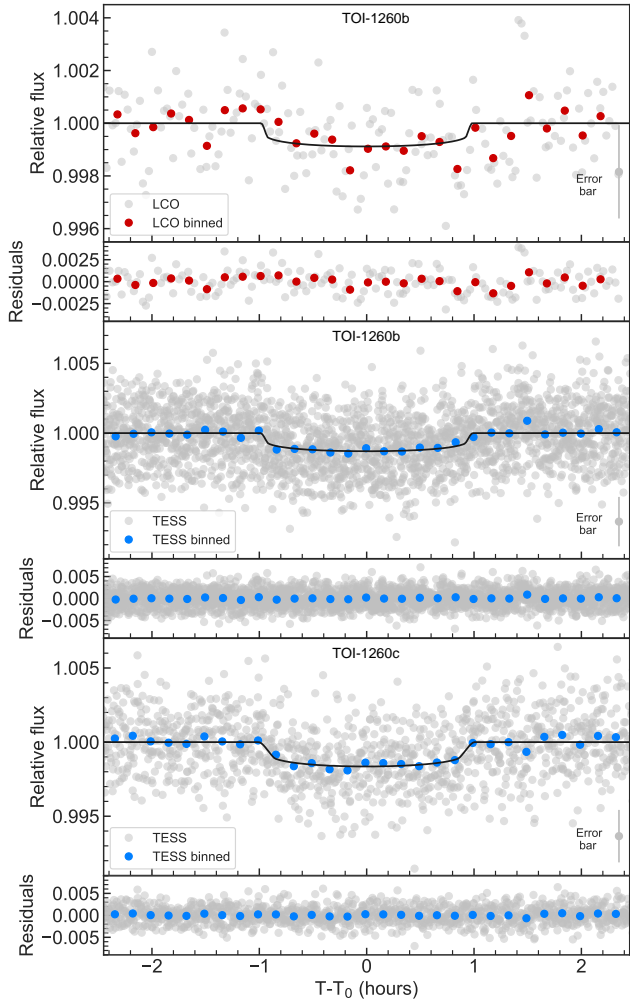 TOI-1260b
1.004
1.002
1.000
0.998
0.996
Relative flux
Error
bar
LCO
LCO binned
0.0025
0.0000
−0.0025
Residuals
TOI-1260b
1.005
1.000
0.995
Relative flux
Error
bar
TESS
TESS binned
0.005
0.000
−0.005
Residuals
TOI-1260c
1.005
1.000
0.995
Relative flux
Error
bar
TESS
TESS binned
0.005
0.000
−0.005
Residuals
−2 −1 0 1 2
T-T0 (hours)